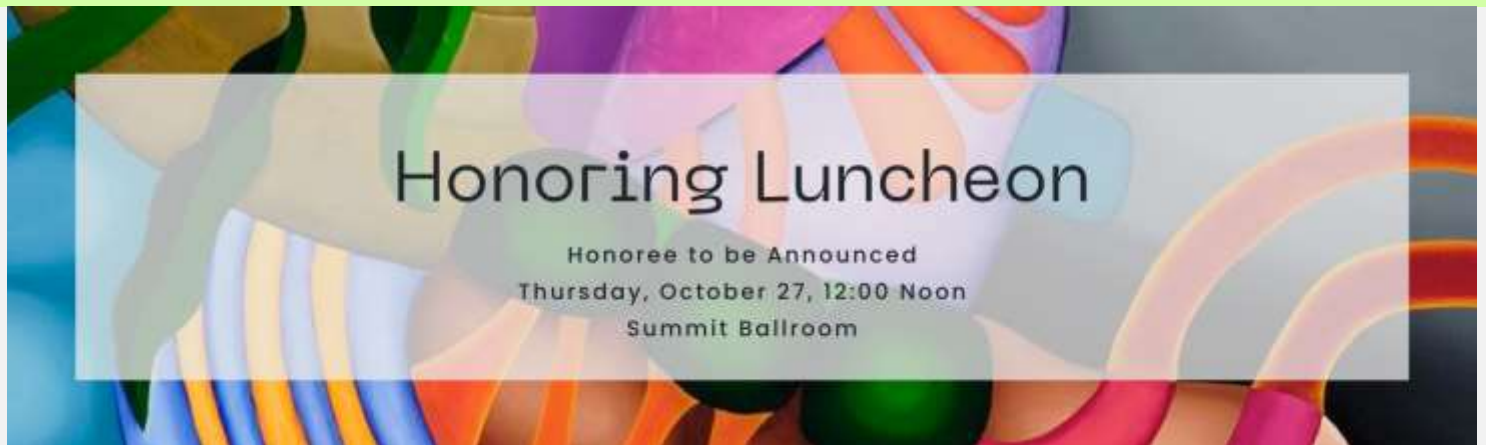 Honoring Luncheon
Honoree to be Announced
Thursday, October 27, 12:00 Noon
Summit Ballroom